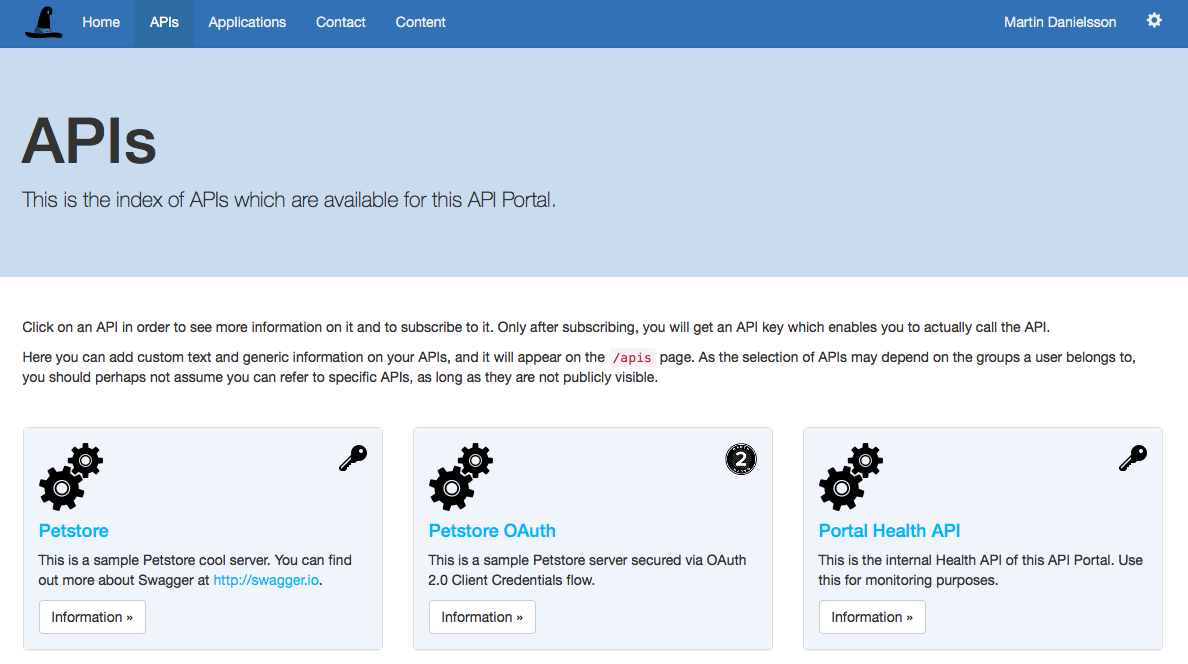 Home APIs Applications Contact Content Martin Danielsson
APIs
This is the index of APIs which are available for this API Portal.
Click on an API in order to see more information on it and to subscribe to it. Only after subscribing, you will get an API key which enables you to actually call the API.
Here you can add custom text and generic information on your APIs, and it will appear on the /apis page. As the selection of APIs may depend on the groups a user belongs to,
you should perhaps not assume you can refer to specific APIs, as long as they are not publicly visible.
Petstore
This is a sample Petstore cool server. You can find
out more about Swagger at http://swagger.io.
Information »
2
Petstore OAuth
This is a sample Petstore server secured via OAuth
2.0 Client Credentials flow.
Information »
Portal Health API
This is the internal Health API of this API Portal. Use
this for monitoring purposes.
Information »